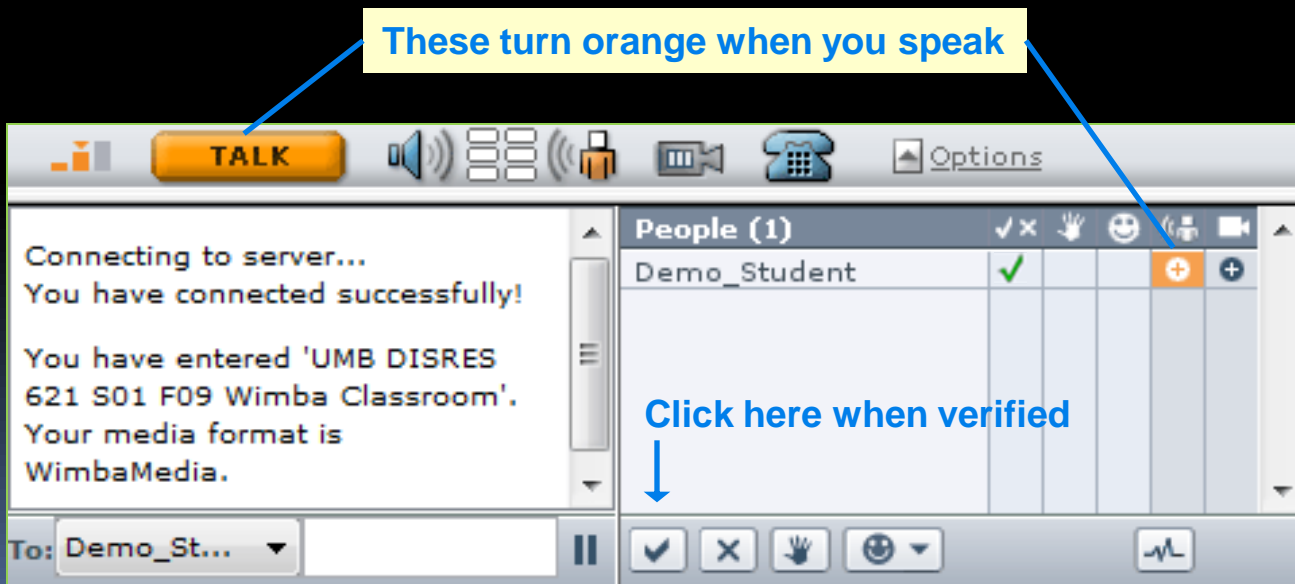 These turn orange when you speak
TALK
Options
Connecting to server...
You have connected successfully!
You have entered 'UMB DISRES
621 S01 F09 Wimba Classroom'.
Your media format is
WimbaMedia.
People (1)
Demo_Student
Click here when verified
To: Demo_St...